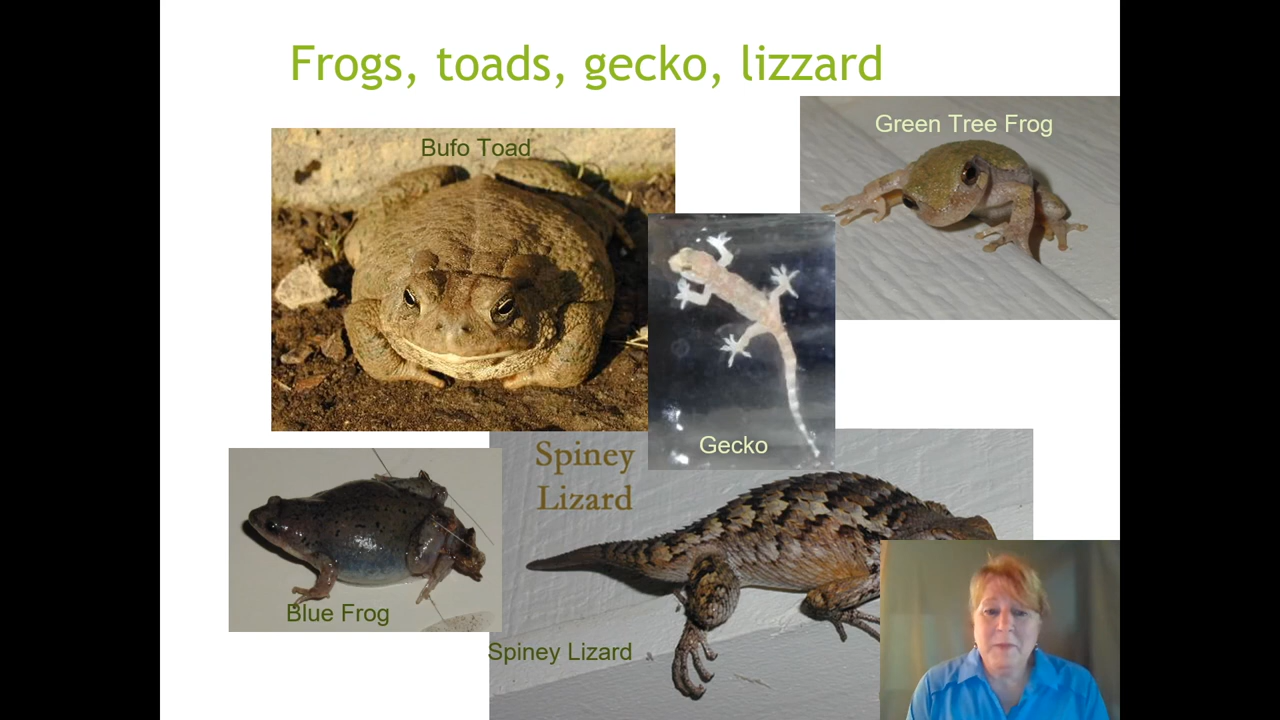 Frogs, toads, gecko, lizzard
Green Tree Frog
Bufo Toad
Gecko
Spiney
Lizard
Blue Frog
Spiney Lizard